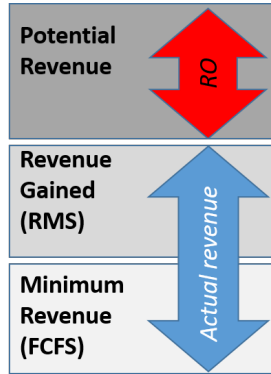 Potential
Revenue
RO
Revenue
Gained
(RMS)
Actual revenue
Minimum
Revenue
(FCFS)